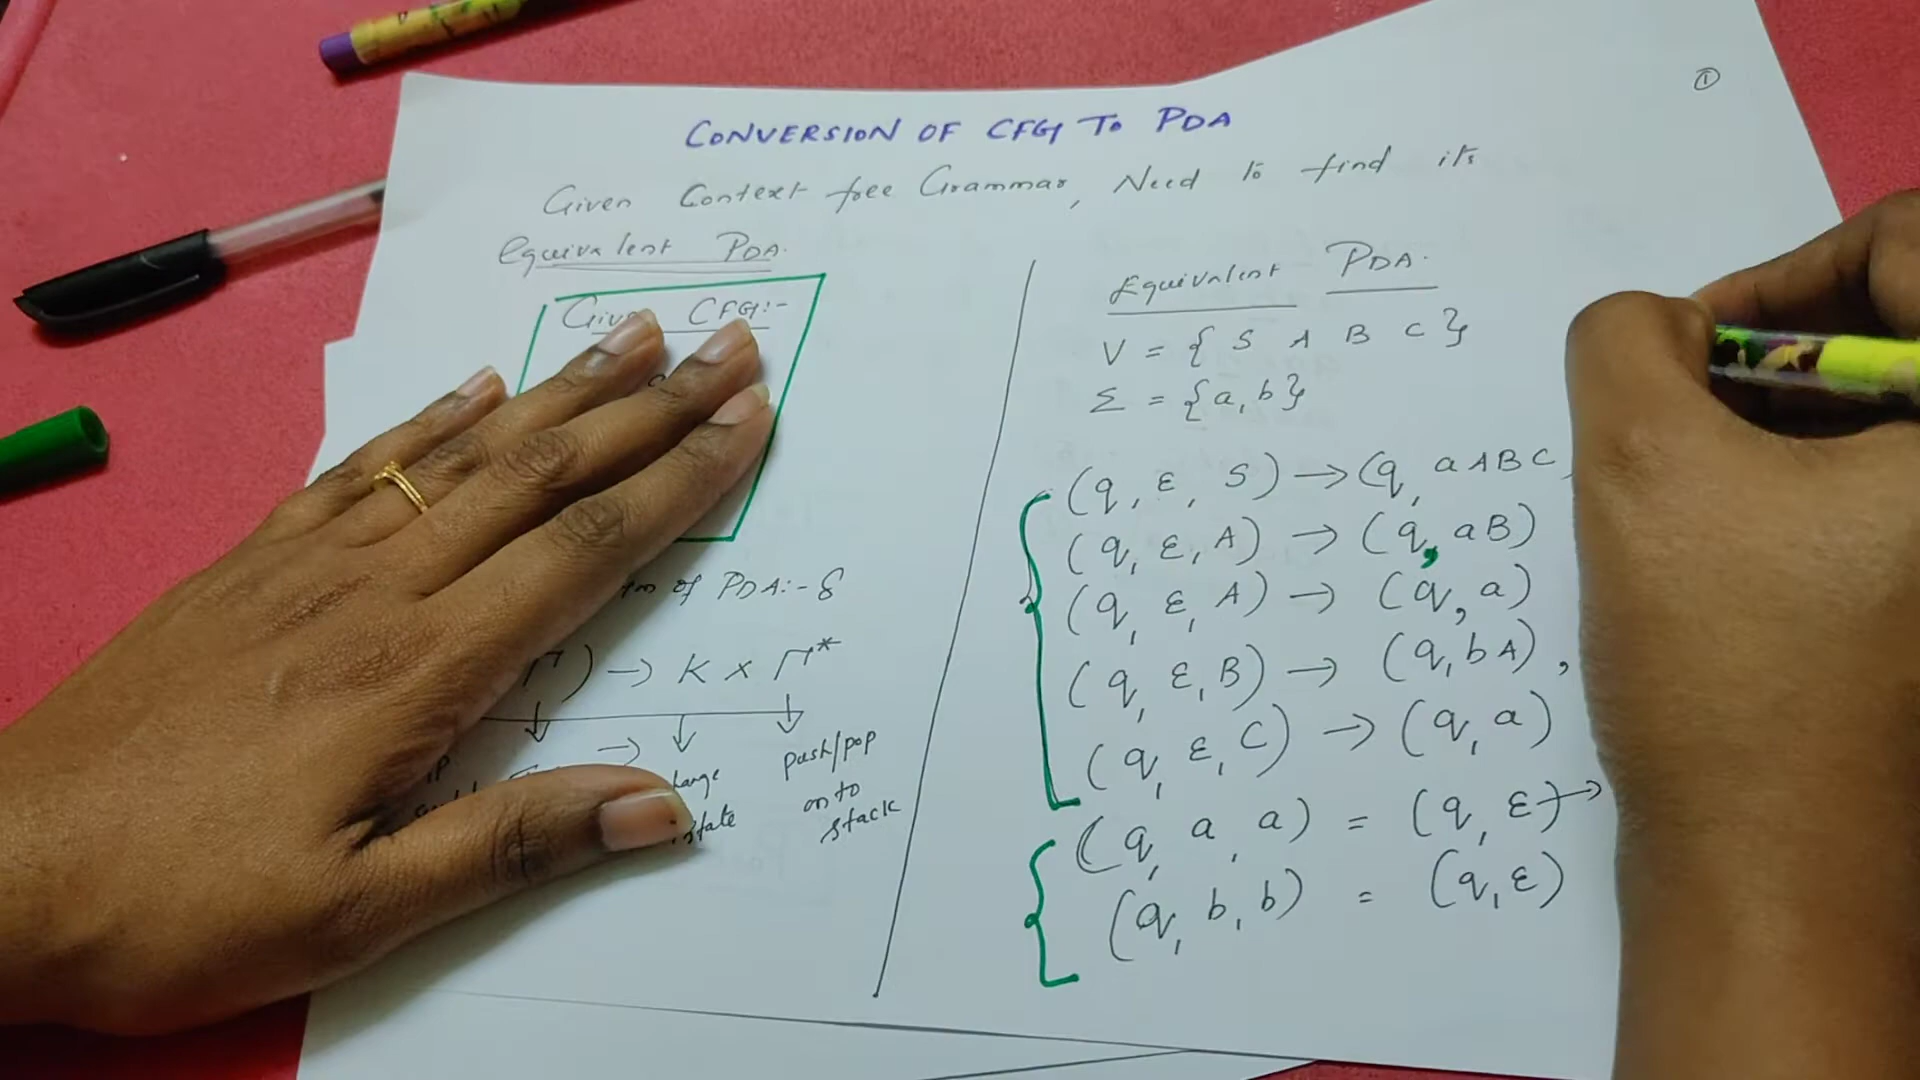 ①
CONVERSION OF CFG TO PDA
Given Context free Grammar, Need to find its
Equivalent PDA.
CFG:-
of PDA:- δ
Γ) → K × Γ*
→
push/pop
onto
stack
state
Equivalent PDA.
V = { S A B C }
Σ = {a, b}
(q, ε, S) → (q, aABC
(q, ε, A) → (q, aB)
(q, ε, A) → (q, a)
(q, ε, B) → (q, bA),
(q, ε, C) → (q, a)
(q, a, a) = (q, ε) →
(q, b, b) = (q, ε)